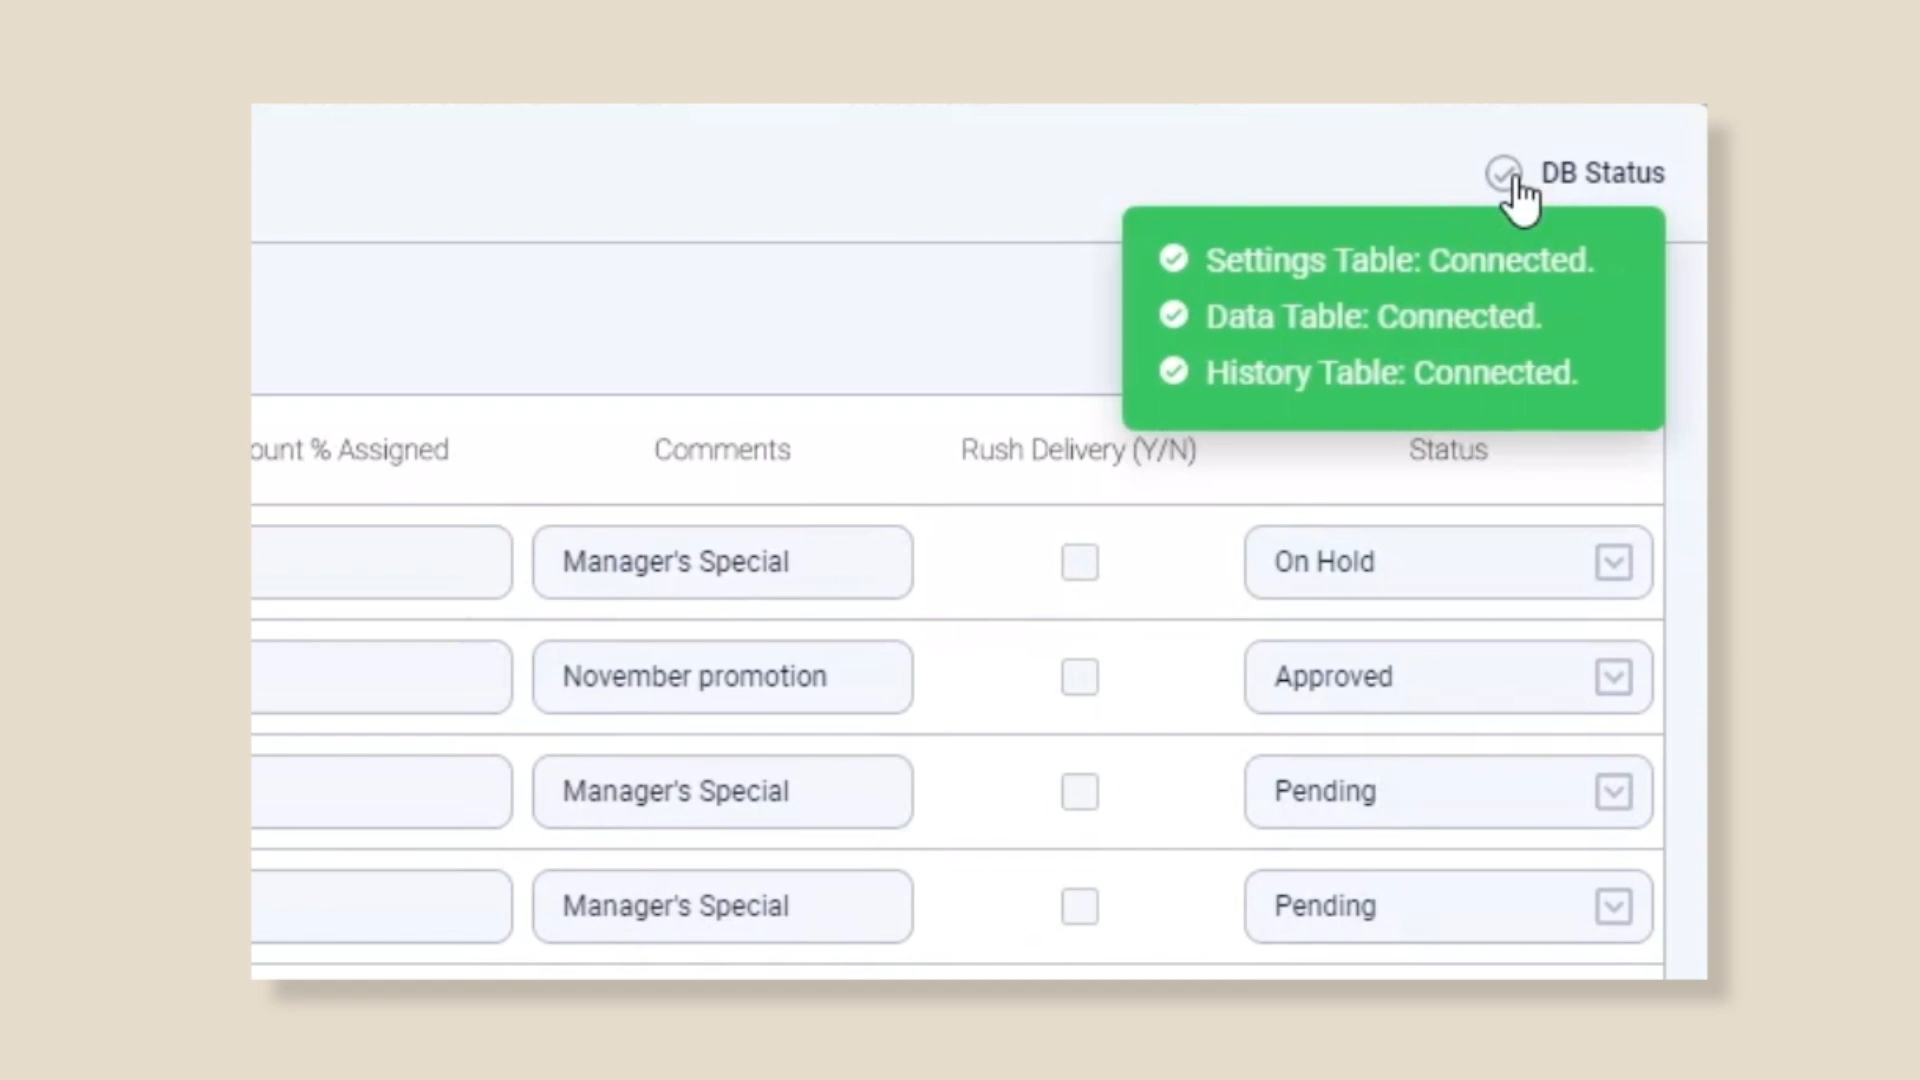 DB Status
Settings Table: Connected.
Data Table: Connected.
History Table: Connected.
ount % Assigned Comments Rush Delivery (Y/N) Status
Manager's Special On Hold
November promotion Approved
Manager's Special Pending
Manager's Special Pending